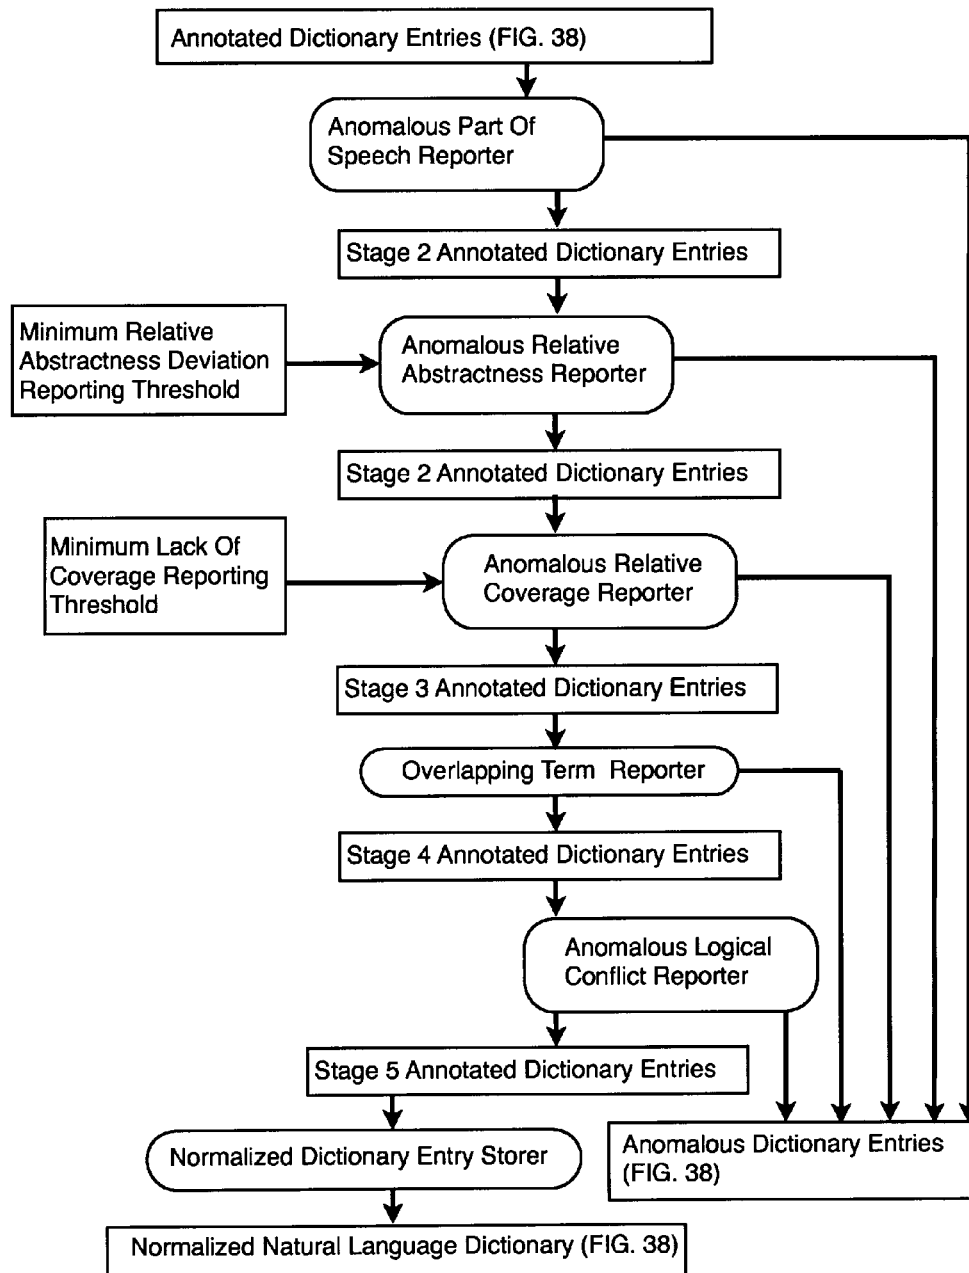 Annotated Dictionary Entries (FIG. 38)
Anomalous Part Of
Speech Reporter
Stage 2 Annotated Dictionary Entries
Minimum Relative
Abstractness Deviation
Reporting Threshold
Anomalous Relative
Abstractness Reporter
Stage 2 Annotated Dictionary Entries
Minimum Lack Of
Coverage Reporting
Threshold
Anomalous Relative
Coverage Reporter
Stage 3 Annotated Dictionary Entries
Overlapping Term Reporter
Stage 4 Annotated Dictionary Entries
Anomalous Logical
Conflict Reporter
Stage 5 Annotated Dictionary Entries
Anomalous Dictionary Entries
(FIG. 38)
Normalized Dictionary Entry Storer
Normalized Natural Language Dictionary (FIG. 38)